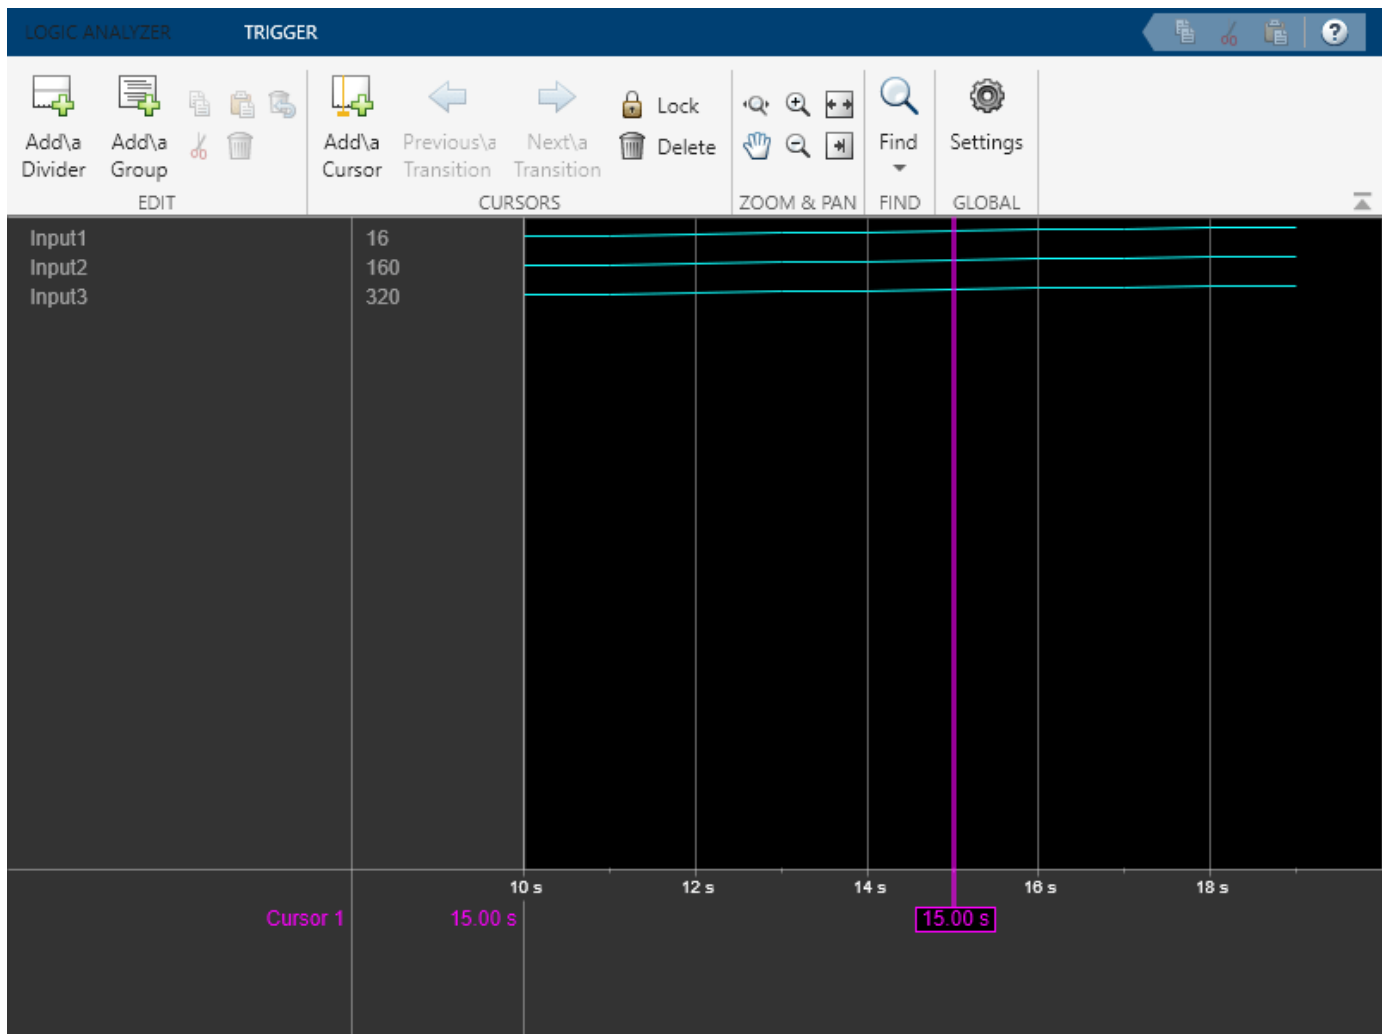 LOGIC ANALYZER TRIGGER
?
Add\a Add\a Add\a Previous\a Next\a Lock Find Settings
Divider Group Cursor Transition Transition Delete
EDIT CURSORS ZOOM & PAN FIND GLOBAL
Input1 16
Input2 160
Input3 320
10 s 12 s 14 s 16 s 18 s
Cursor 1 15.00 s 15.00 s